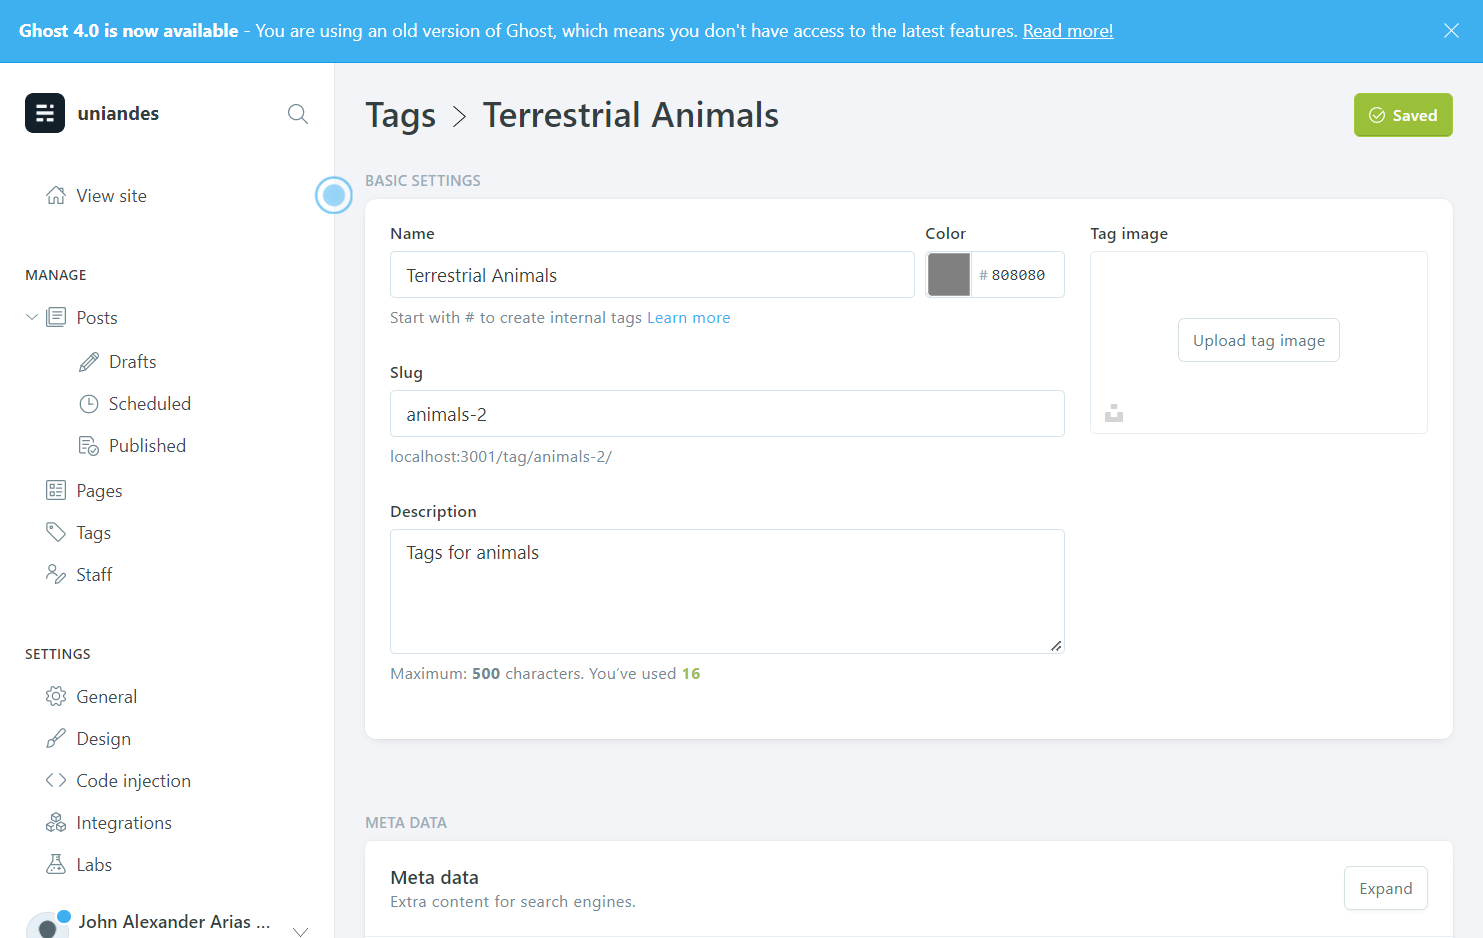 Ghost 4.0 is now available - You are using an old version of Ghost, which means you don't have access to the latest features. Read more!
uniandes
View site
MANAGE
Posts
Drafts
Scheduled
Published
Pages
Tags
Staff
SETTINGS
General
Design
Code injection
Integrations
Labs
John Alexander Arias ...
Tags > Terrestrial Animals
Saved
BASIC SETTINGS
Name
Terrestrial Animals
Start with # to create internal tags Learn more
Color
# 808080
Slug
animals-2
localhost:3001/tag/animals-2/
Description
Tags for animals
Maximum: 500 characters. You've used 16
Tag image
Upload tag image
META DATA
Meta data
Extra content for search engines.
Expand